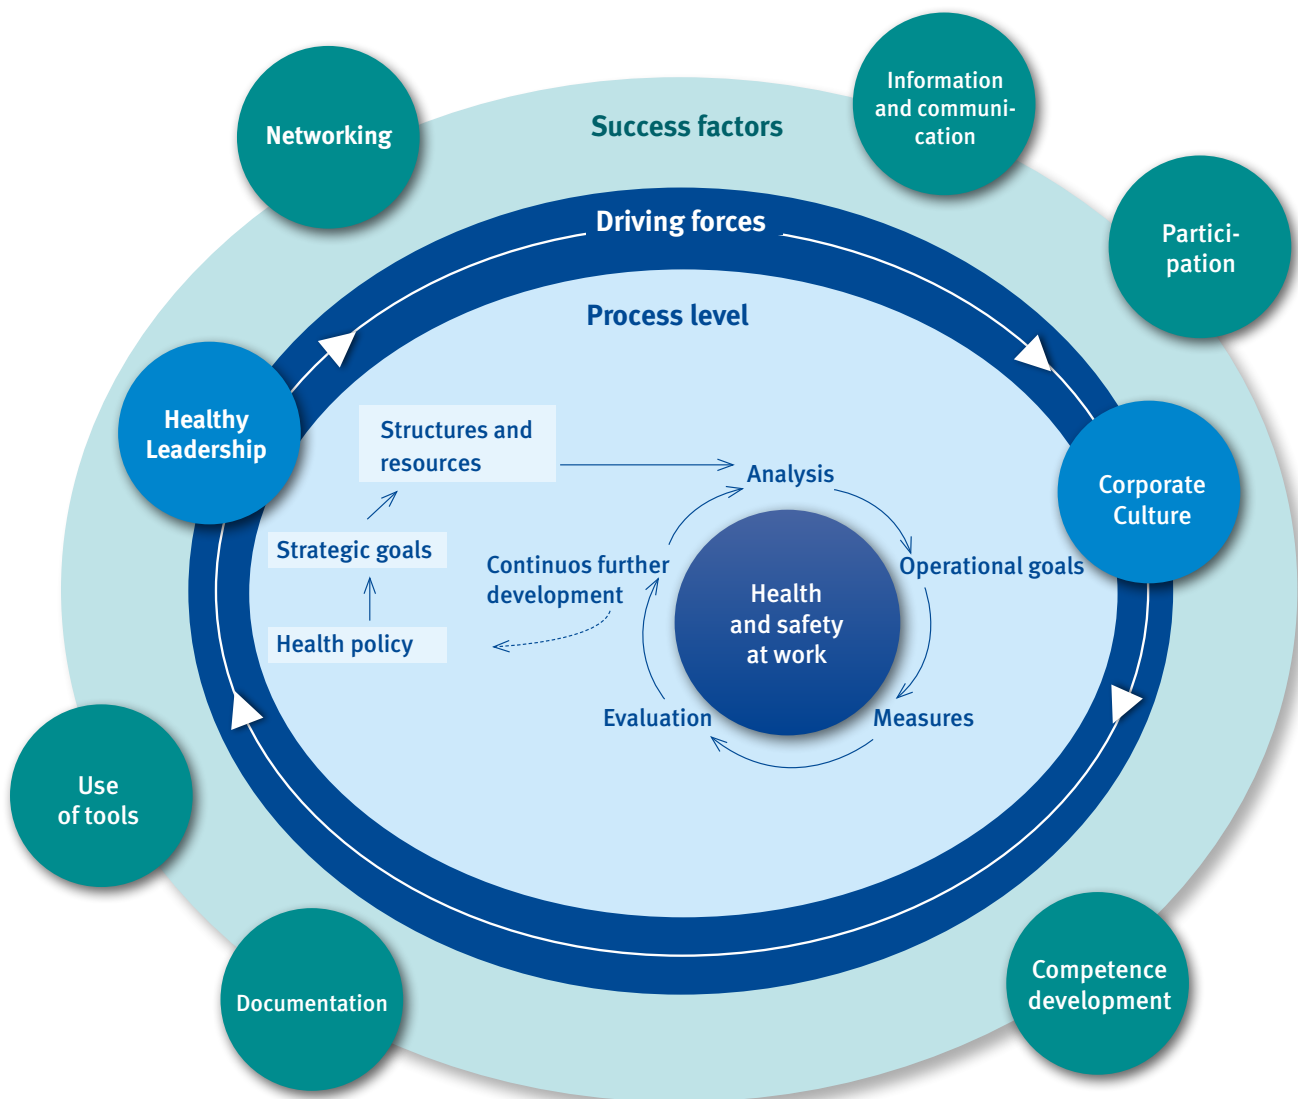 Networking
Success factors
Information
and communi-
cation
Partici-
pation
Driving forces
Process level
Healthy
Leadership
Structures and
resources
Analysis
Corporate
Culture
Strategic goals
Continuos further
development
Operational goals
Health
and safety
at work
Health policy
Evaluation
Measures
Use
of tools
Documentation
Competence
development